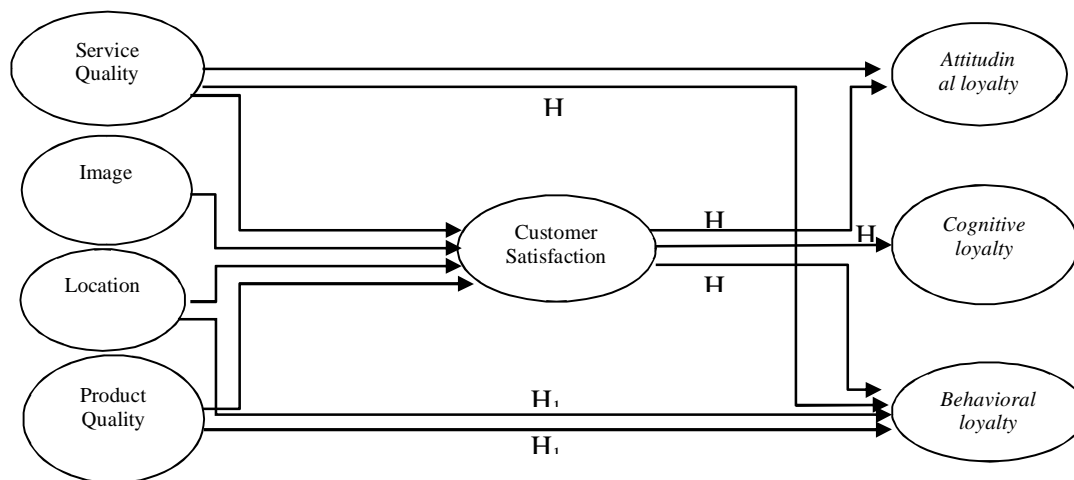 Service
Quality
Attitudin
al loyalty
H
Image
Customer
Satisfaction
H
H
H
Cognitive
loyalty
Location
Product
Quality
H1
H1
Behavioral
loyalty